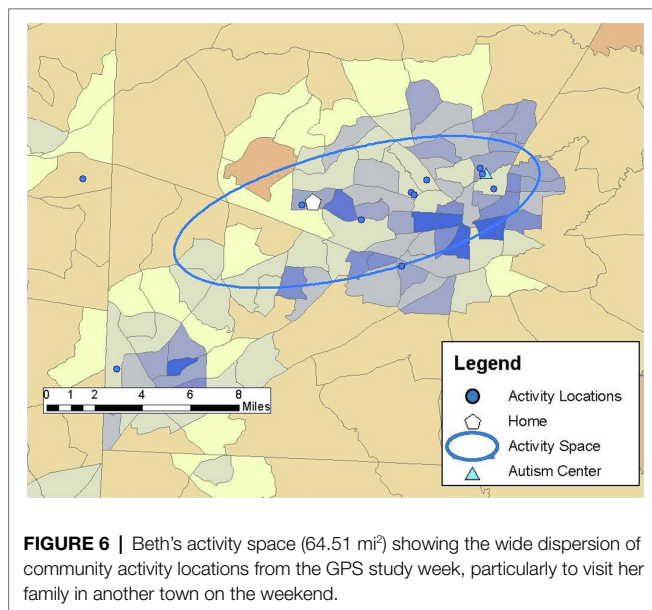 Legend
Activity Locations
Home
Activity Space
Autism Center
0 1 2 4 6 8
Miles
FIGURE 6 | Beth’s activity space (64.51 mi²) showing the wide dispersion of
community activity locations from the GPS study week, particularly to visit her
family in another town on the weekend.